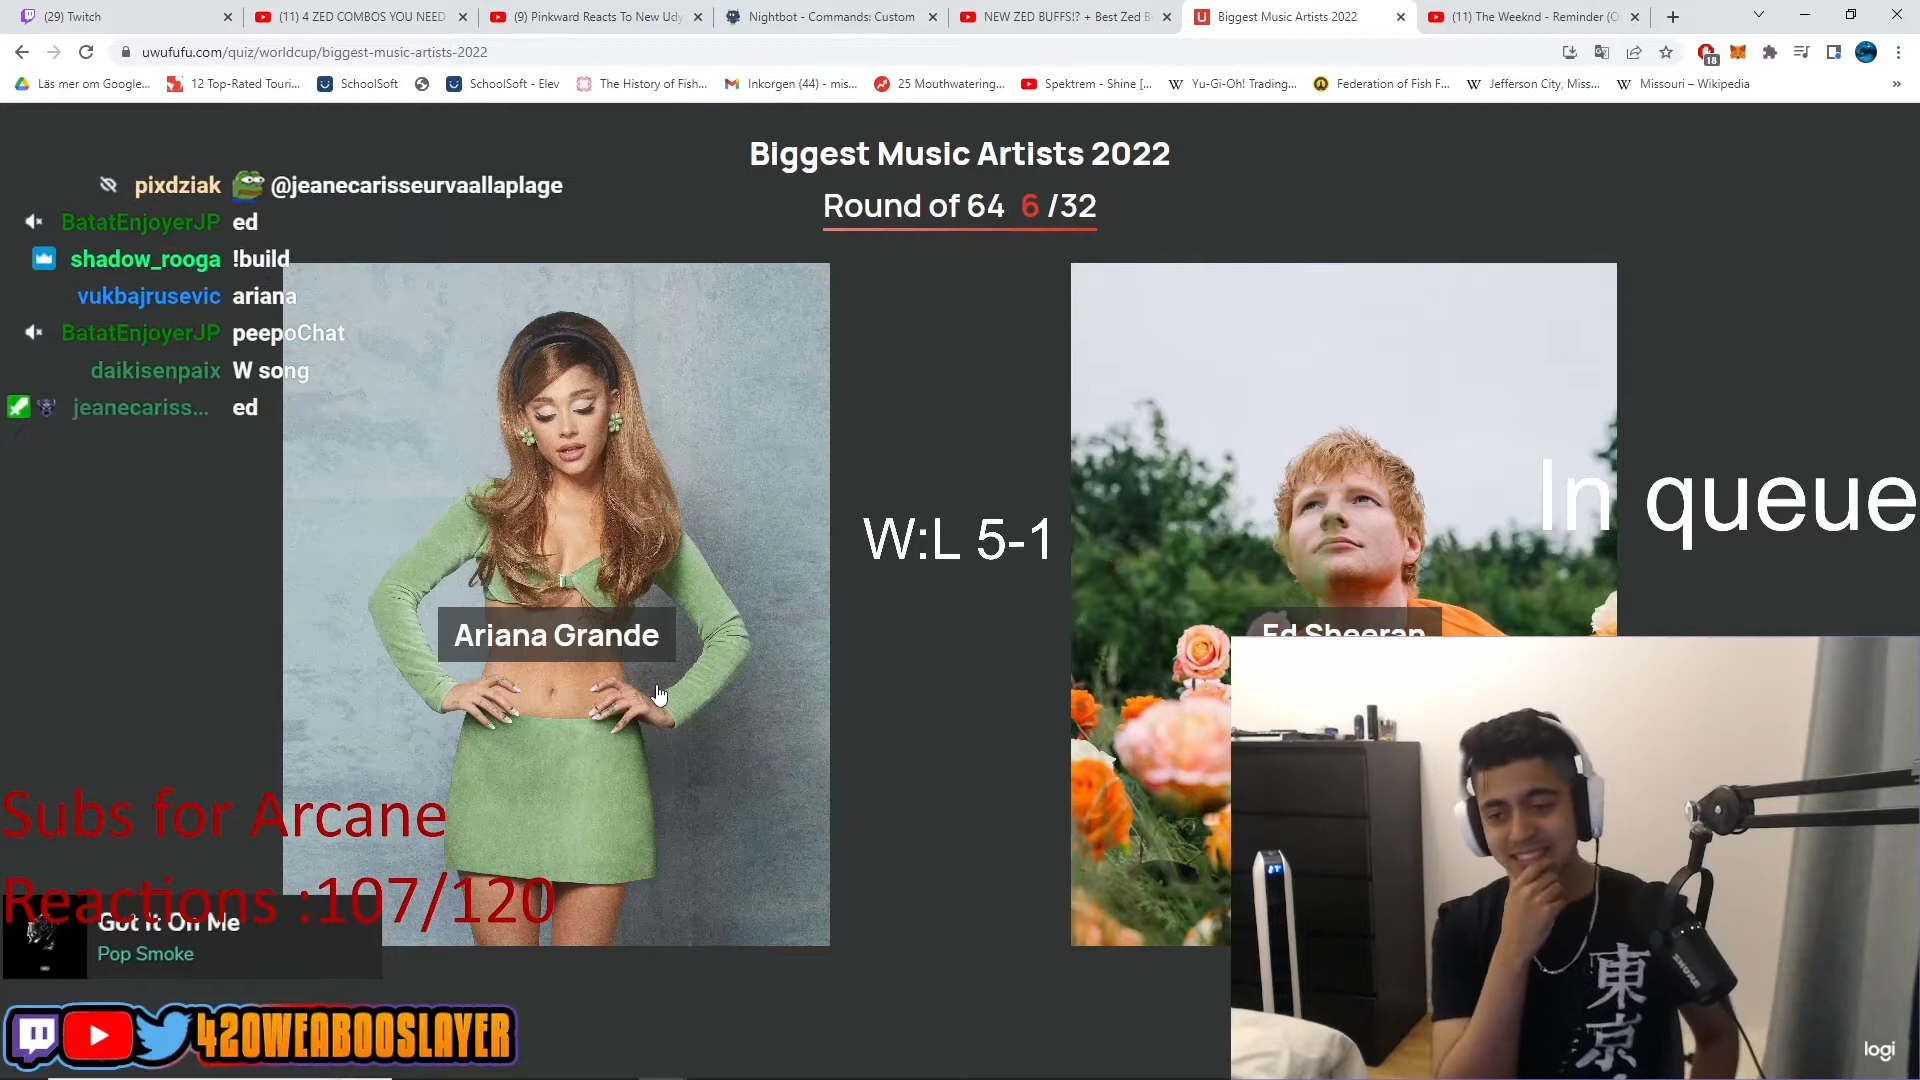 (29) Twitch
(11) 4 ZED COMBOS YOU NEED
(9) Pinkward Reacts To New Udy
Nightbot - Commands: Custom
NEW ZED BUFFS!? + Best Zed B
Biggest Music Artists 2022
(11) The Weeknd - Reminder (O
uwufufu.com/quiz/worldcup/biggest-music-artists-2022
18
Läs mer om Google...
12 Top-Rated Touri...
SchoolSoft
SchoolSoft - Elev
The History of Fish...
Inkorgen (44) - mis...
25 Mouthwatering...
Spektrem - Shine [...
Yu-Gi-Oh! Trading...
Federation of Fish F...
Jefferson City, Miss...
Missouri – Wikipedia
Biggest Music Artists 2022
Round of 64 6 /32
pixdziak @jeanecarisseurvaallaplage
BatatEnjoyerJP ed
shadow_rooga !build
vukbajrusevic ariana
BatatEnjoyerJP peepoChat
daikisenpaix W song
jeanecariss... ed
W:L 5-1
In queue
Ariana Grande
Ed Sheeran
Subs for Arcane
Reactions :107/120
Got It On Me
Pop Smoke
420WEABOOSLAYER
東京
SHURE
logi